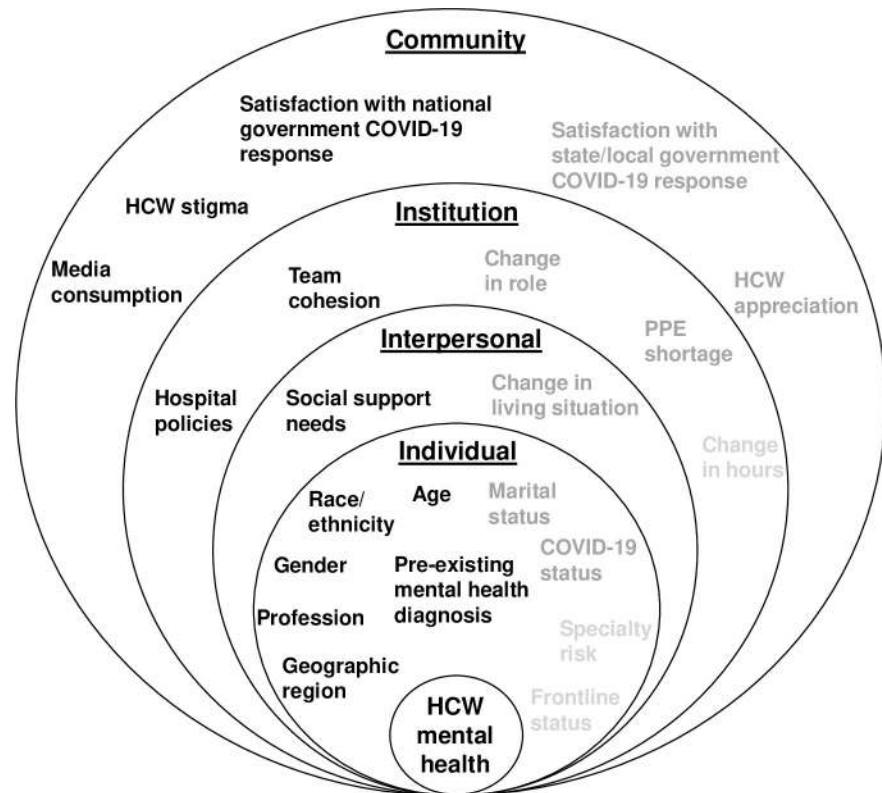 Community
Satisfaction with national
government COVID-19
response
Satisfaction with
state/local government
COVID-19 response
HCW stigma
Media
consumption
HCW
appreciation
Institution
Team
cohesion
Change
in role
PPE
shortage
Hospital
policies
Change
in hours
Interpersonal
Social support
needs
Change in
living situation
Individual
Race/
ethnicity
Age
Marital
status
COVID-19
status
Gender
Pre-existing
mental health
diagnosis
Profession
Specialty
risk
Geographic
region
Frontline
status
HCW
mental
health